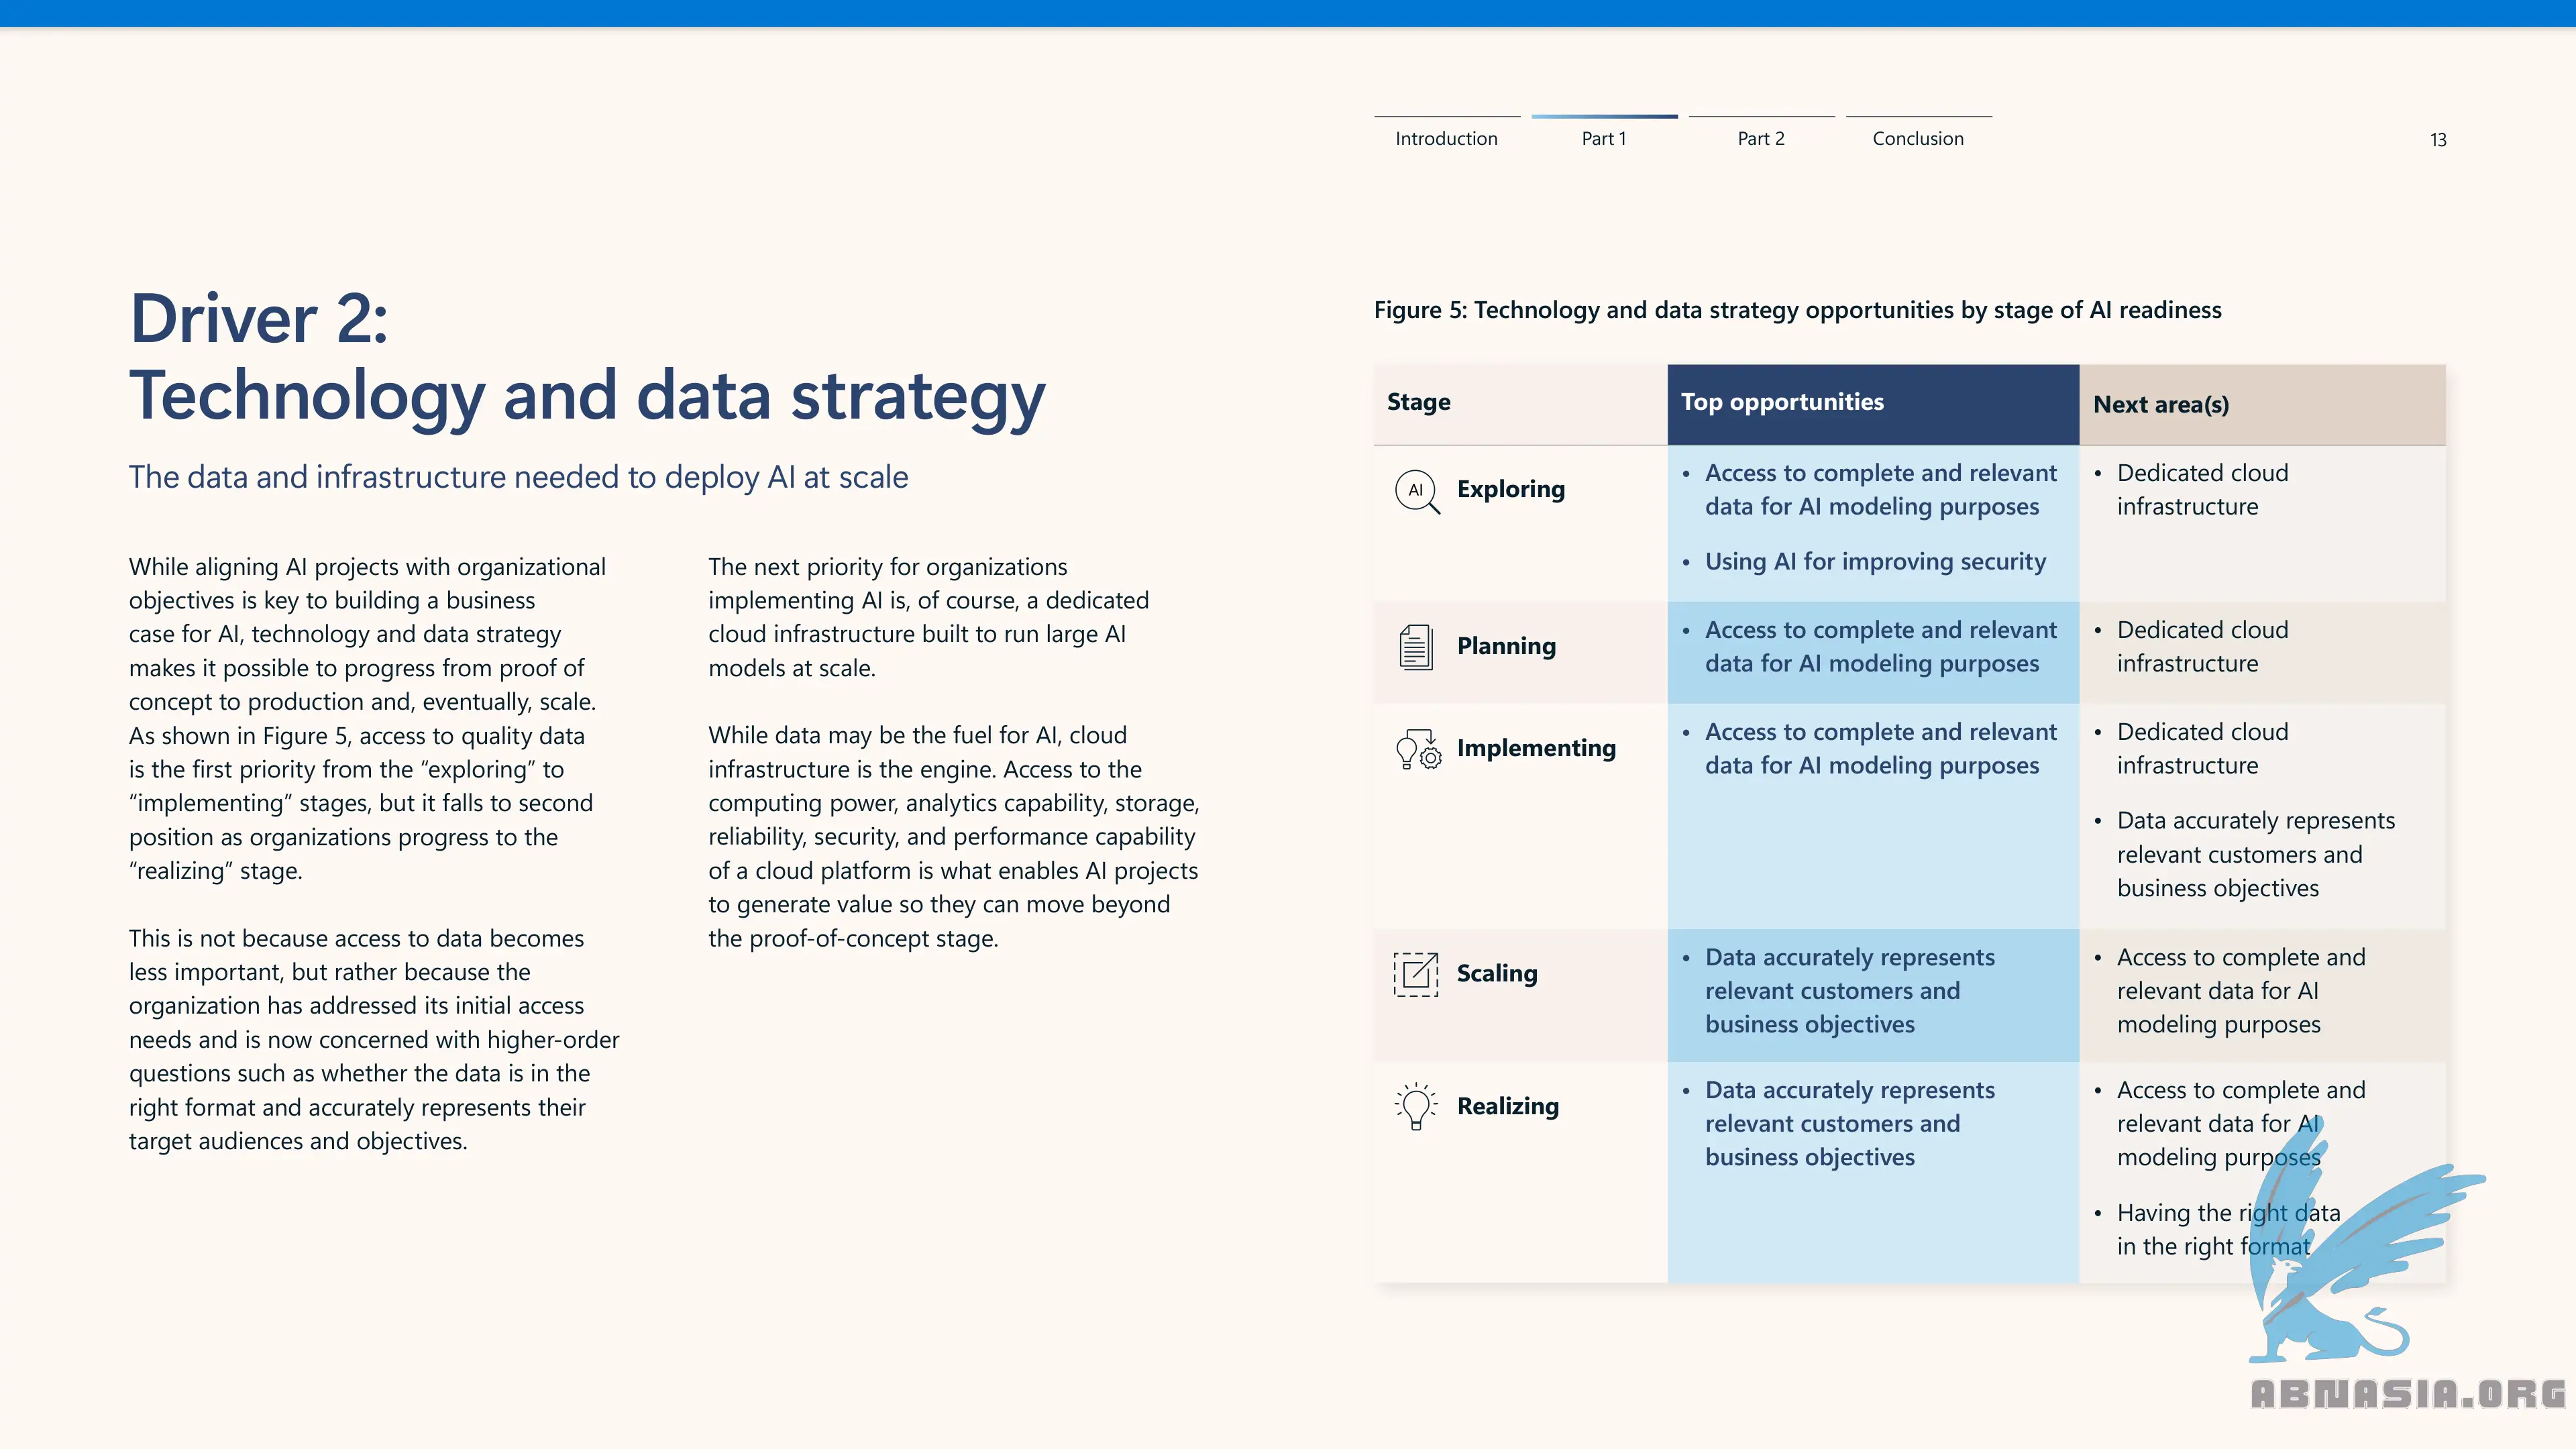 Introduction
Part 1
Part 2
Conclusion
13
Driver 2:
Technology and data strategy
The data and infrastructure needed to deploy AI at scale
While aligning AI projects with organizational
objectives is key to building a business
case for AI, technology and data strategy
makes it possible to progress from proof of
concept to production and, eventually, scale.
As shown in Figure 5, access to quality data
is the first priority from the “exploring” to
“implementing” stages, but it falls to second
position as organizations progress to the
“realizing” stage.
This is not because access to data becomes
less important, but rather because the
organization has addressed its initial access
needs and is now concerned with higher-order
questions such as whether the data is in the
right format and accurately represents their
target audiences and objectives.
The next priority for organizations
implementing AI is, of course, a dedicated
cloud infrastructure built to run large AI
models at scale.
While data may be the fuel for AI, cloud
infrastructure is the engine. Access to the
computing power, analytics capability, storage,
reliability, security, and performance capability
of a cloud platform is what enables AI projects
to generate value so they can move beyond
the proof-of-concept stage.
Figure 5: Technology and data strategy opportunities by stage of AI readiness
Stage
Top opportunities
Next area(s)
AI
Exploring
• Access to complete and relevant
data for AI modeling purposes
• Using AI for improving security
• Dedicated cloud
infrastructure
Planning
• Access to complete and relevant
data for AI modeling purposes
• Dedicated cloud
infrastructure
Implementing
• Access to complete and relevant
data for AI modeling purposes
• Dedicated cloud
infrastructure
• Data accurately represents
relevant customers and
business objectives
Scaling
• Data accurately represents
relevant customers and
business objectives
• Access to complete and
relevant data for AI
modeling purposes
Realizing
• Data accurately represents
relevant customers and
business objectives
• Access to complete and
relevant data for AI
modeling purposes
• Having the right data
in the right format
ABNASIA.ORG